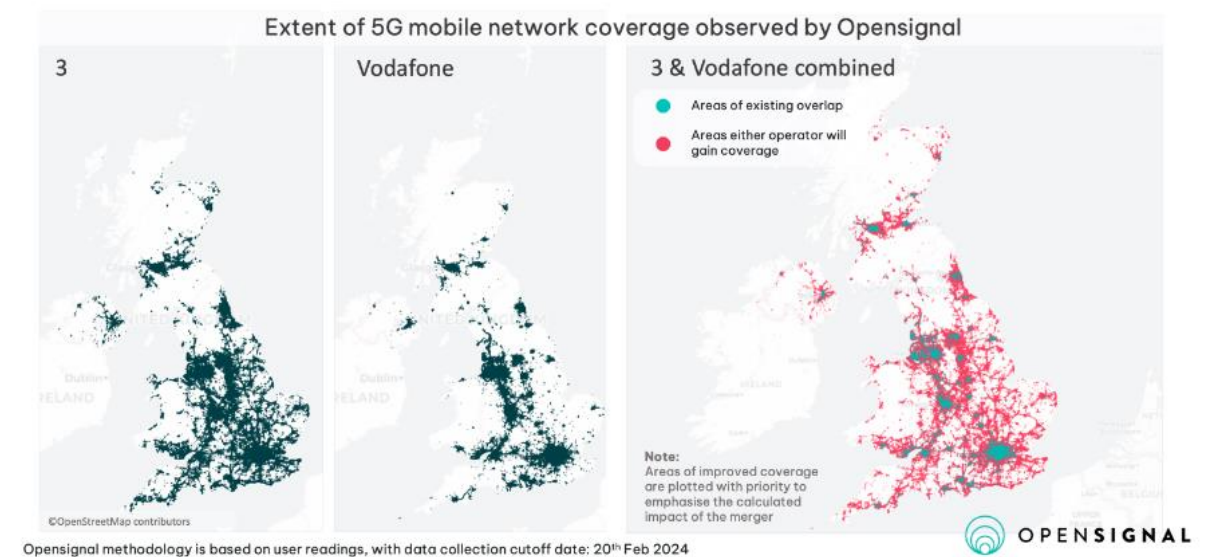 Extent of 5G mobile network coverage observed by Opensignal
3
Vodafone
3 & Vodafone combined
Areas of existing overlap
Areas either operator will
gain coverage
Dublin
ELAND
Dublin
ELAND
IRELAND
Note:
Areas of improved coverage
are plotted with priority to
emphasise the calculated
impact of the merger
©OpenStreetMap contributors
OPENSIGNAL
Opensignal methodology is based on user readings, with data collection cutoff date: 20th Feb 2024